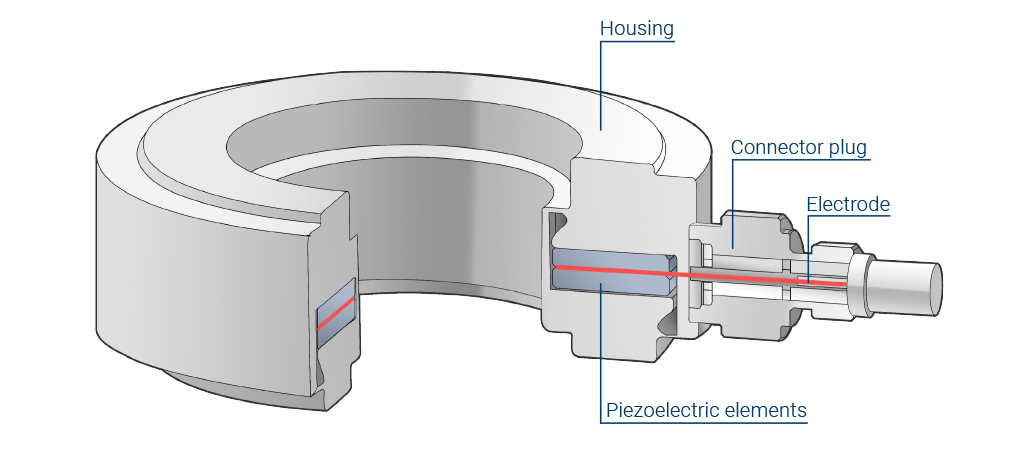 Housing
Connector plug
Electrode
Piezoelectric elements